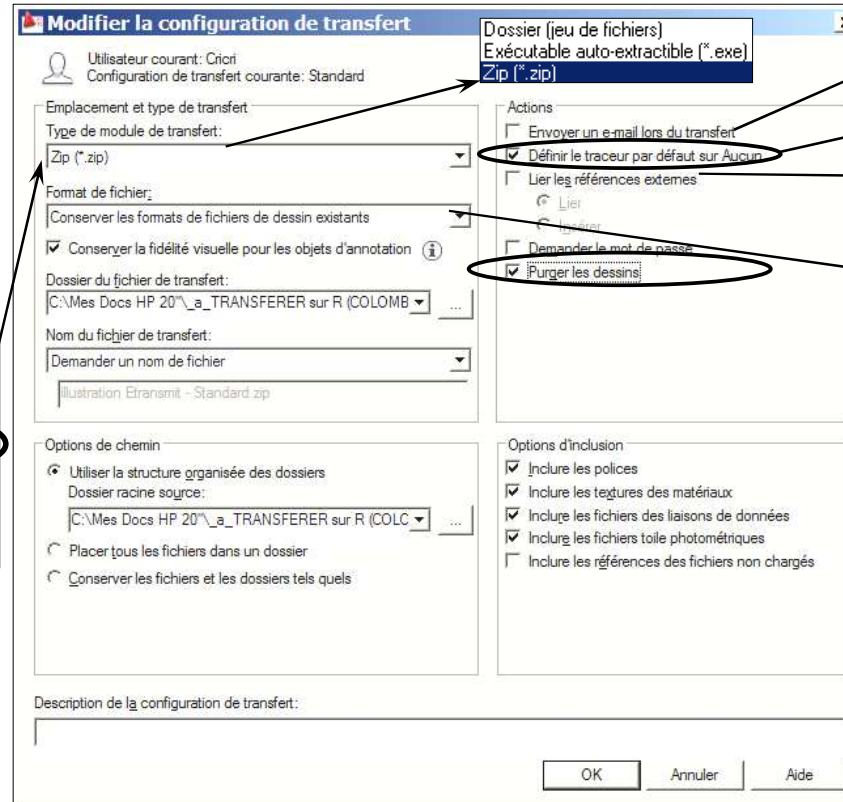 Modifier la configuration de transfert
Dossier (jeu de fichiers)
Exécutable auto-extractible (*.exe)
Zip (*.zip)
Utilisateur courant: Cricri
Configuration de transfert courante: Standard
Emplacement et type de transfert
Type de module de transfert:
Zip (*.zip)
Format de fichier:
Conserver les formats de fichiers de dessin existants
Conserver la fidélité visuelle pour les objets d'annotation
Dossier du fichier de transfert:
C:\Mes Docs HP 20'"\_a_TRANSFERER sur R (COLOMB
...
Nom du fichier de transfert:
Demander un nom de fichier
illustration Etransmit - Standard.zip
Actions
Envoyer un e-mail lors du transfert
Définir le traceur par défaut sur Aucun
Lier les références externes
Lier
Insérer
Demander le mot de passe
Purger les dessins
Options de chemin
Utiliser la structure organisée des dossiers
Dossier racine source:
C:\Mes Docs HP 20'"\_a_TRANSFERER sur R (COLC
...
Placer tous les fichiers dans un dossier
Conserver les fichiers et les dossiers tels quels
Options d'inclusion
Inclure les polices
Inclure les textures des matériaux
Inclure les fichiers des liaisons de données
Inclure les fichiers toile photométriques
Inclure les références des fichiers non chargés
Description de la configuration de transfert:
OK
Annuler
Aide